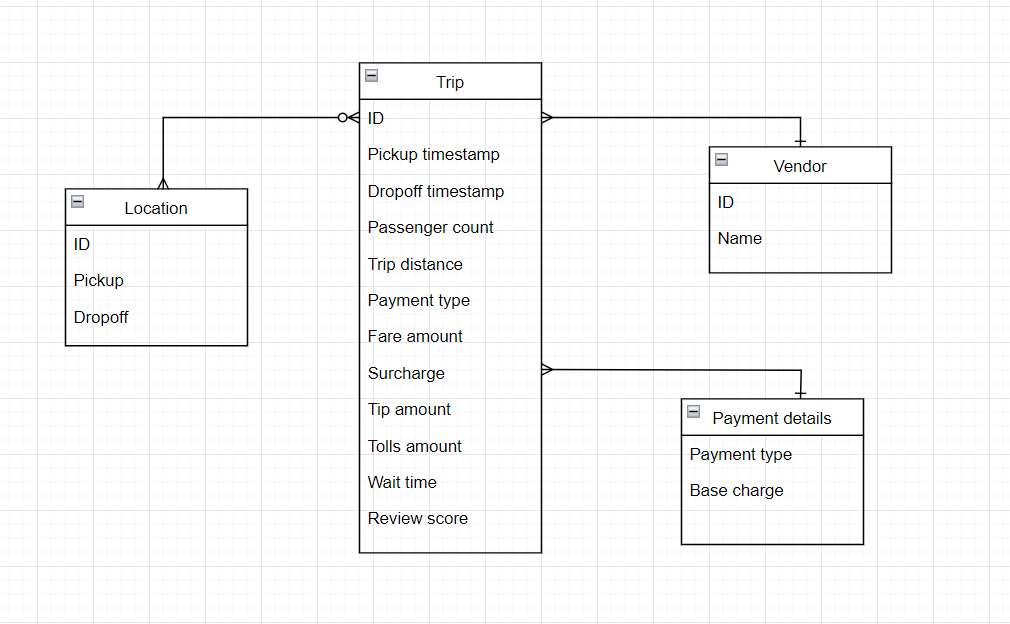 Trip
ID
Pickup timestamp
Dropoff timestamp
Passenger count
Trip distance
Payment type
Fare amount
Surcharge
Tip amount
Tolls amount
Wait time
Review score
Location
ID
Pickup
Dropoff
Vendor
ID
Name
Payment details
Payment type
Base charge